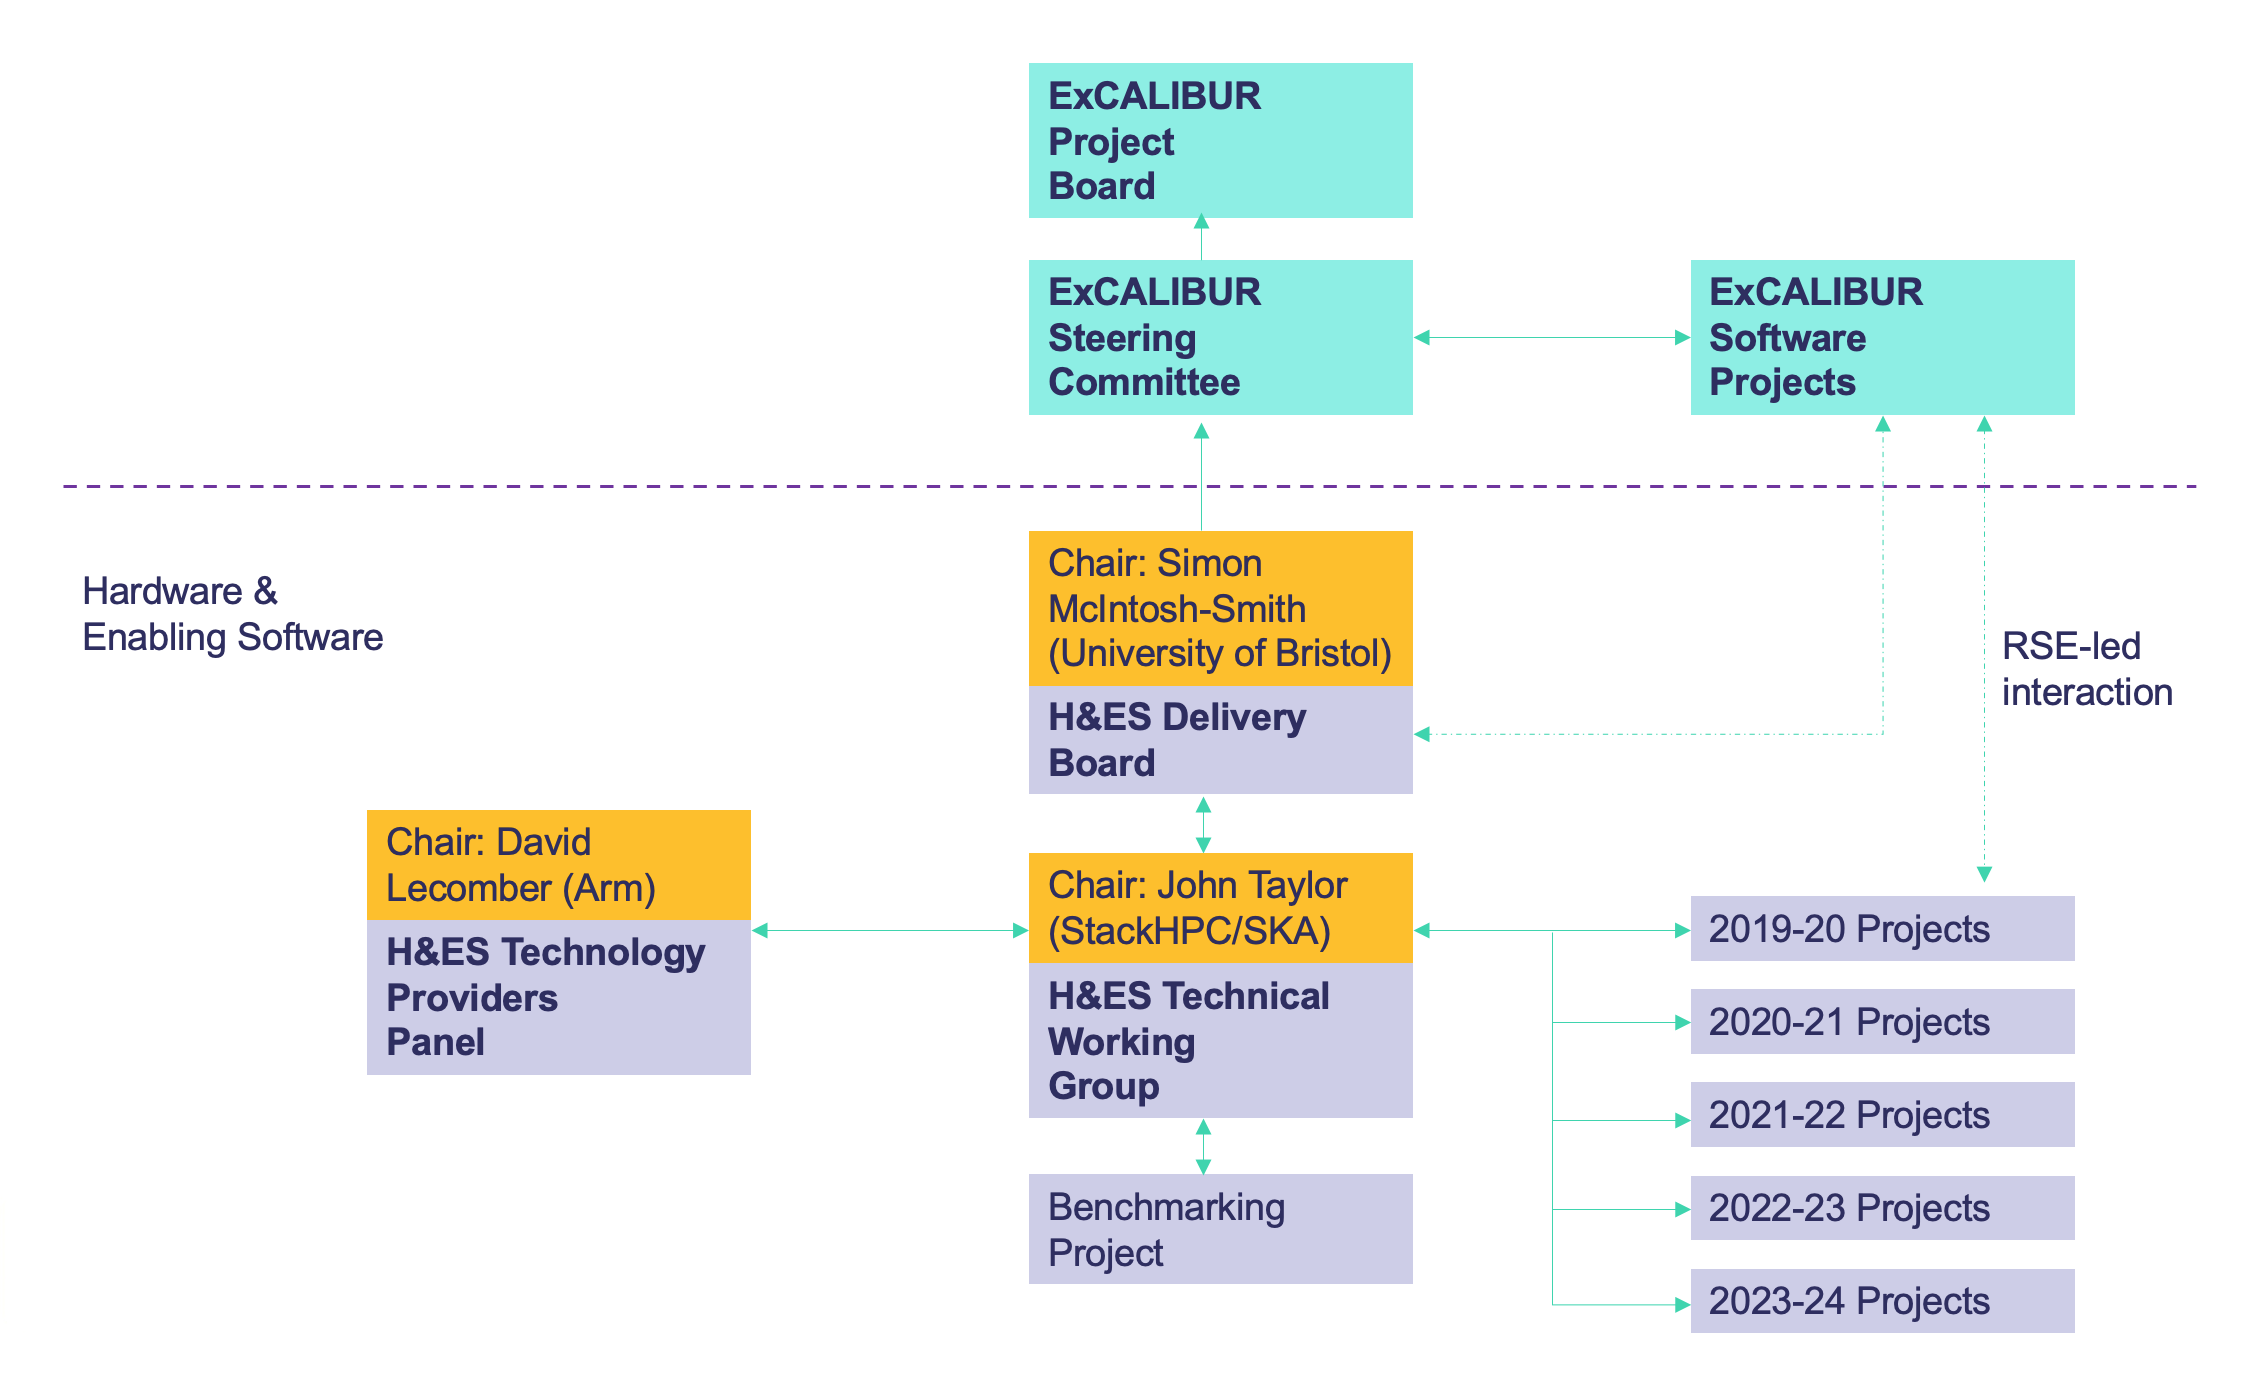 ExCALIBUR
Project
Board
ExCALIBUR
Steering
Committee
ExCALIBUR
Software
Projects
Hardware &
Enabling Software
Chair: Simon
McIntosh-Smith
(University of Bristol)
H&ES Delivery
Board
RSE-led
interaction
Chair: David
Lecomber (Arm)
H&ES Technology
Providers
Panel
Chair: John Taylor
(StackHPC/SKA)
H&ES Technical
Working
Group
Benchmarking
Project
2019-20 Projects
2020-21 Projects
2021-22 Projects
2022-23 Projects
2023-24 Projects